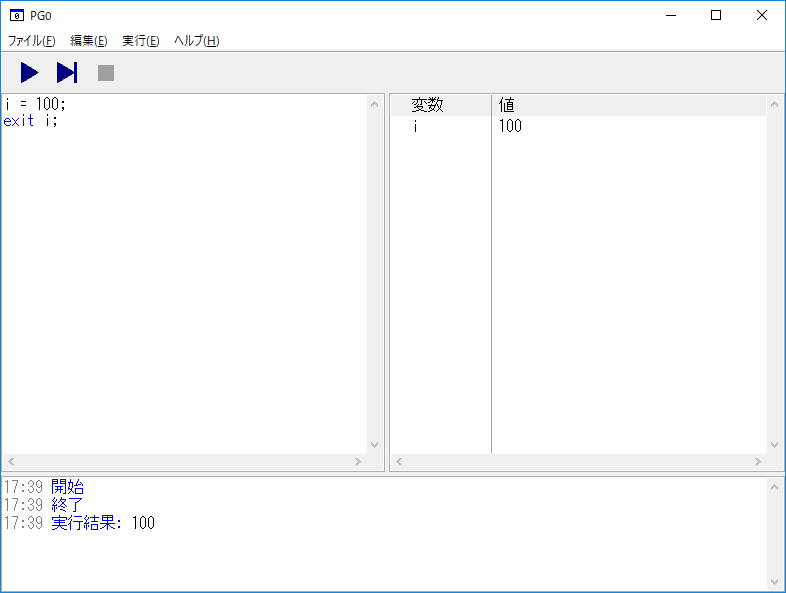 PG0
ファイル(F) 編集(E) 実行(E) ヘルプ(H)
i = 100;
exit i;
変数 値
i 100
17:39 開始
17:39 終了
17:39 実行結果: 100